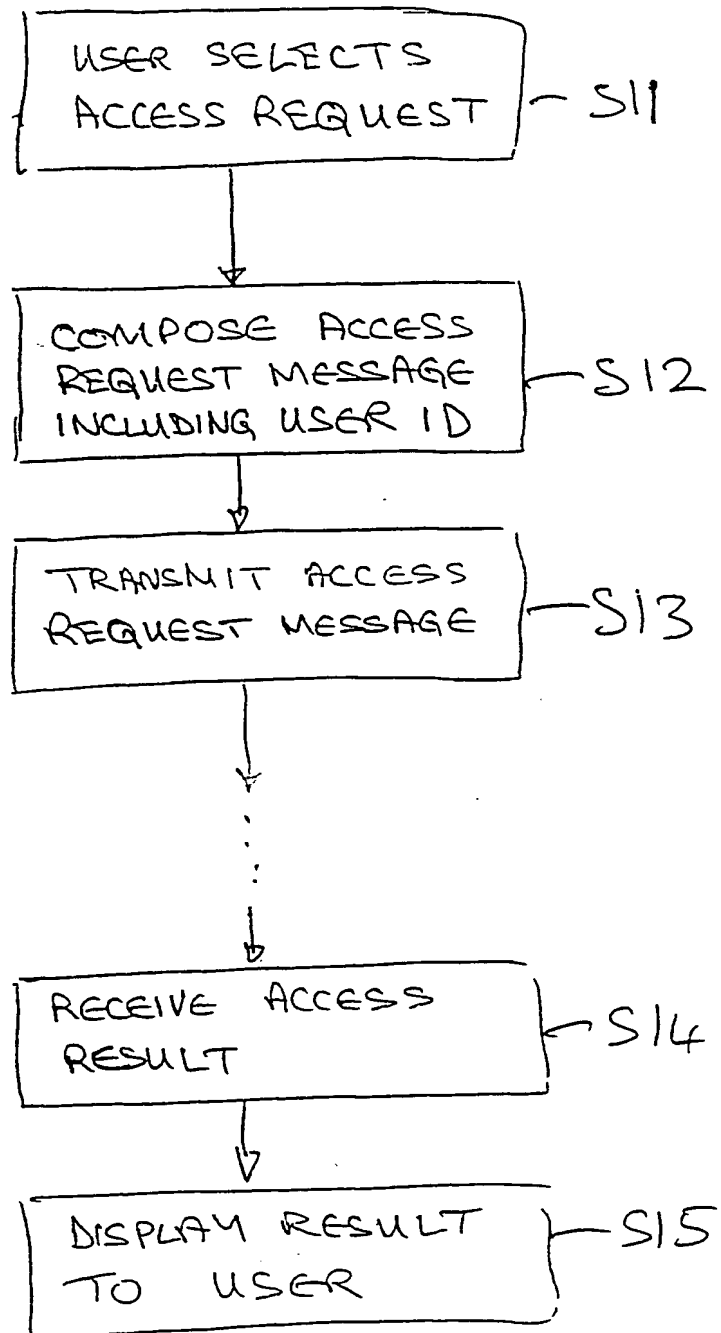 USER SELECTS
ACCESS REQUEST
S11
COMPOSE ACCESS
REQUEST MESSAGE
INCLUDING USER ID
S12
TRANSMIT ACCESS
REQUEST MESSAGE
S13
RECEIVE ACCESS
RESULT
S14
DISPLAY RESULT
TO USER
S15